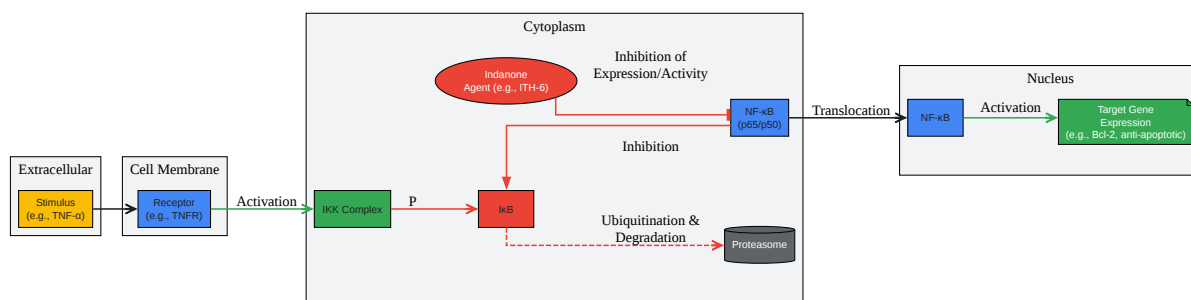 Cytoplasm
Inhibition of
Expression/Activity
Indanone
Agent (e.g., ITH-6)
Nucleus
NF-κB
(p65/p50)
Translocation
NF-κB
Activation
Target Gene
Expression
(e.g., Bcl-2, anti-apoptotic)
Inhibition
Extracellular
Stimulus
(e.g., TNF-α)
Cell Membrane
Receptor
(e.g., TNFR)
Activation
IKK Complex
P
IκB
Ubiquitination &
Degradation
Proteasome